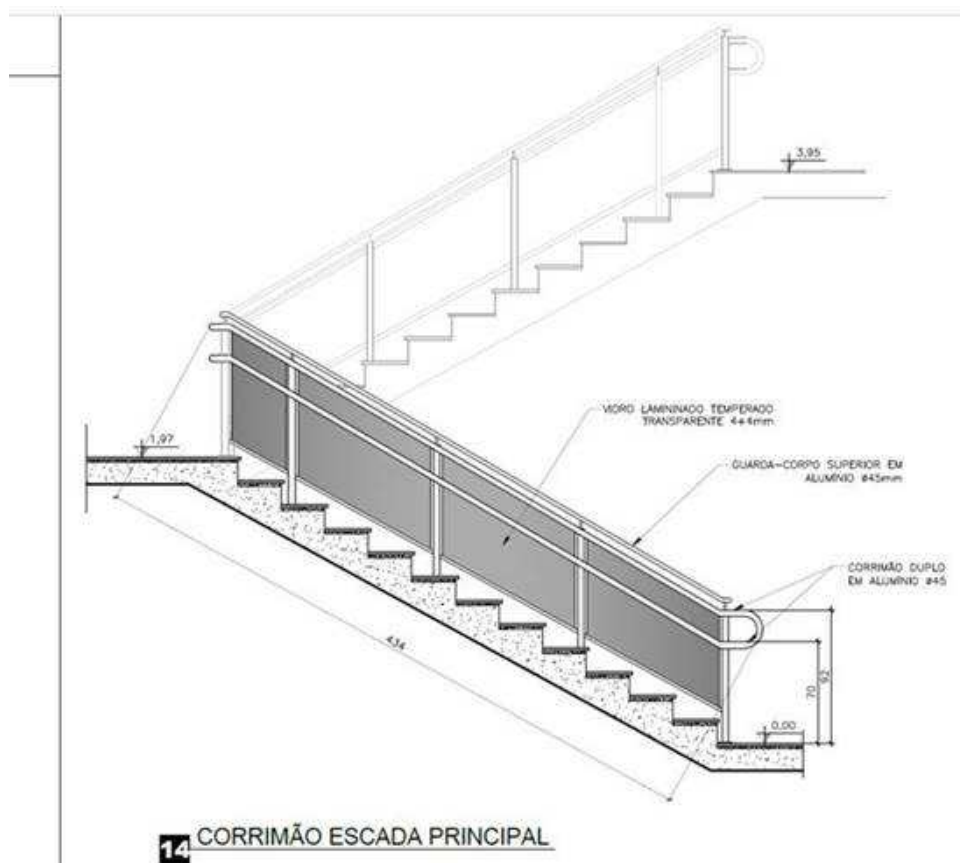 3,95
1,97
VIDRO LAMININADO TEMPERADO
TRANSPARENTE 4+4mm
GUARDA-CORPO SUPERIOR EM
ALUMÍNIO ø45mm
CORRIMÃO DUPLO
EM ALUMÍNIO ø45
434
70
92
0,00
14 CORRIMÃO ESCADA PRINCIPAL